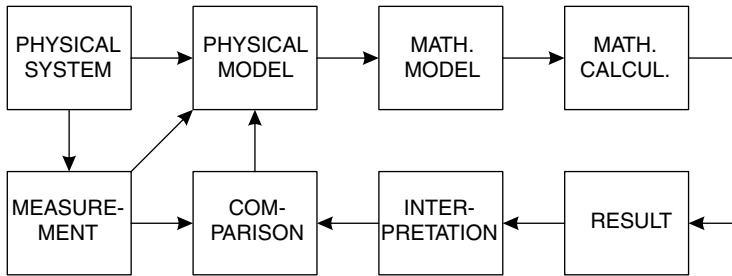 PHYSICAL
SYSTEM
PHYSICAL
MODEL
MATH.
MODEL
MATH.
CALCUL.
MEASURE-
MENT
COM-
PARISON
INTER-
PRETATION
RESULT